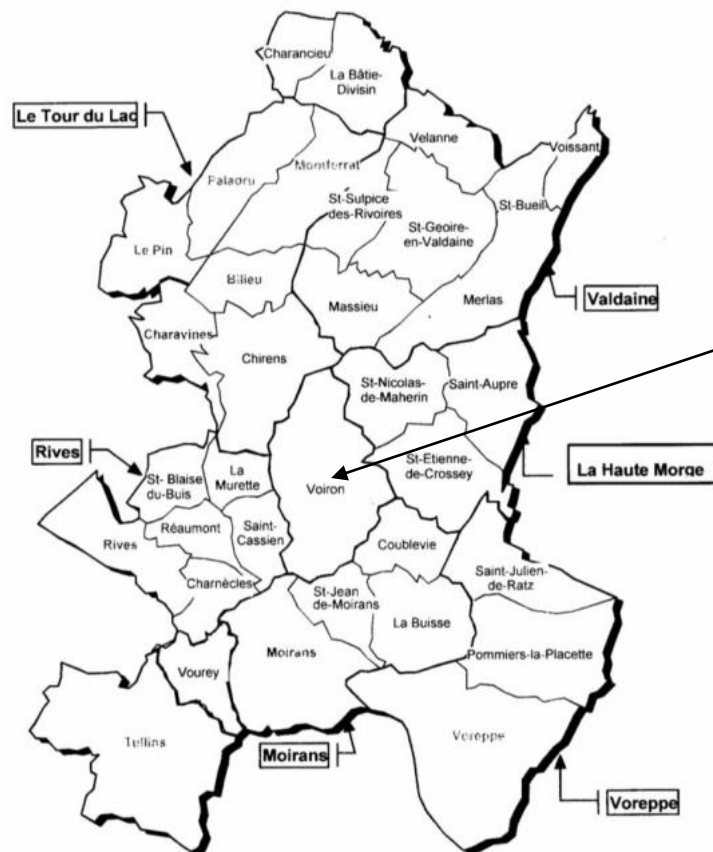 Charancieu
La Bâtie-
Divisin
Le Tour du Lac
Velanne
Voissant
Montferrat
Paladru
St-Sulpice
des-Rivoires
St-Bueil
St-Geoire-
en-Valdaine
Le Pin
Bilieu
Massieu
Merlas
Valdaine
Charavines
Chirens
St-Nicolas-
de-Maherin
Saint-Aupre
Rives
St- Blaise
du-Buis
La
Murette
St-Etienne-
de-Crossey
La Haute Morge
Voiron
Rives
Réaumont
Saint-
Cassien
Coublevie
Charnècles
Saint-Julien-
de-Ratz
St-Jean
de-Moirans
La Buisse
Moirans
Pommiers-la-Placette
Vourey
Tullins
Voreppe
Moirans
Voreppe